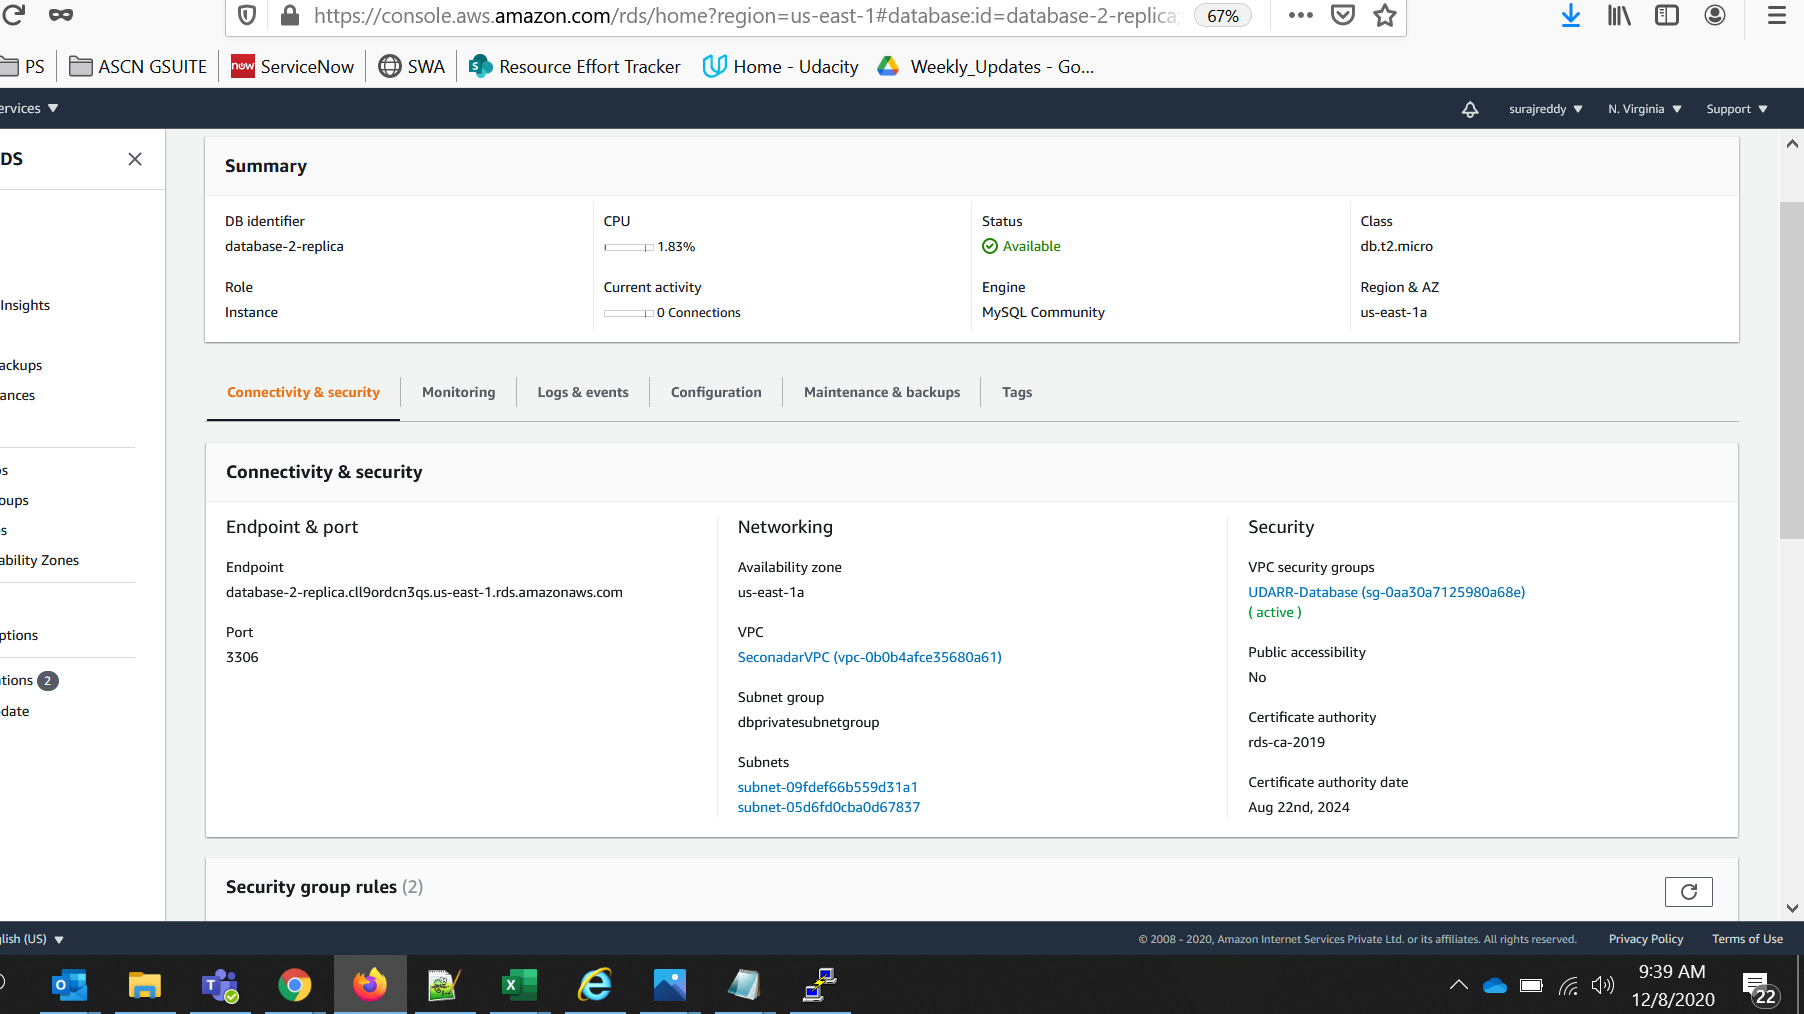 https://console.aws.amazon.com/rds/home?region=us-east-1#database:id=database-2-replica; 67%
PS ASCN GSUITE now ServiceNow SWA Resource Effort Tracker Home - Udacity Weekly_Updates - Go...
ervices surajreddy N. Virginia Support
DS
Summary
DB identifier CPU Status Class
database-2-replica 1.83% Available db.t2.micro
Role Current activity Engine Region & AZ
Instance 0 Connections MySQL Community us-east-1a
Insights
ackups
ances
s
oups
s
ability Zones
ptions
tions 2
date
Connectivity & security Monitoring Logs & events Configuration Maintenance & backups Tags
Connectivity & security
Endpoint & port
Endpoint
database-2-replica.cll9ordcn3qs.us-east-1.rds.amazonaws.com
Port
3306
Networking
Availability zone
us-east-1a
VPC
SeconadarVPC (vpc-0b0b4afce35680a61)
Subnet group
dbprivatesubnetgroup
Subnets
subnet-09fdef66b559d31a1
subnet-05d6fd0cba0d67837
Security
VPC security groups
UDARR-Database (sg-0aa30a7125980a68e)
( active )
Public accessibility
No
Certificate authority
rds-ca-2019
Certificate authority date
Aug 22nd, 2024
Security group rules (2)
glish (US) © 2008 - 2020, Amazon Internet Services Private Ltd. or its affiliates. All rights reserved. Privacy Policy Terms of Use
9:39 AM
12/8/2020
22